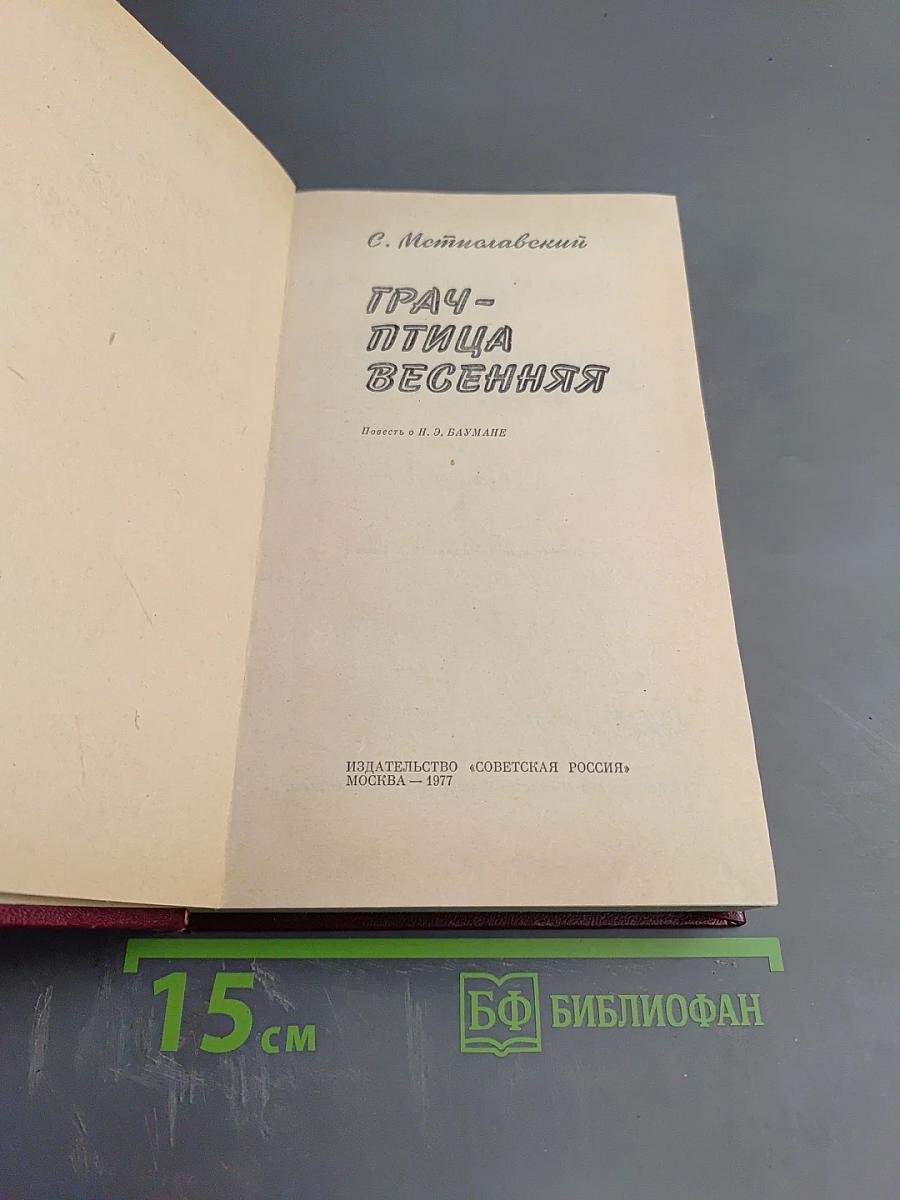 С. Мстиславский
ГРАЧ-
ПТИЦА
ВЕСЕННЯЯ
Повесть о Н. Э. БАУМАНЕ
ИЗДАТЕЛЬСТВО «СОВЕТСКАЯ РОССИЯ»
МОСКВА — 1977
15 см
БФ БИБЛИОФАН